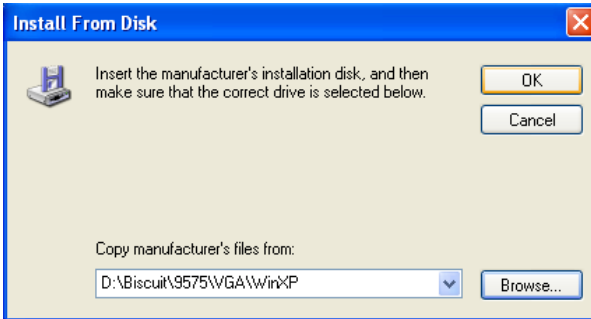 Install From Disk
Insert the manufacturer's installation disk, and then
make sure that the correct drive is selected below.
OK
Cancel
Copy manufacturer's files from:
D:\Biscuit\9575\VGA\WinXP
Browse...